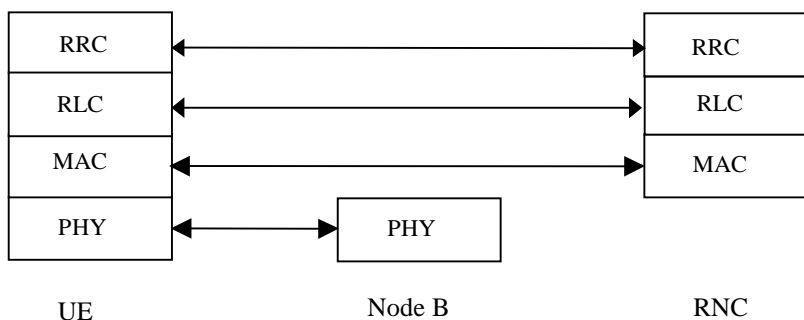 RRC RRC
RLC RLC
MAC MAC
PHY PHY
UE Node B RNC